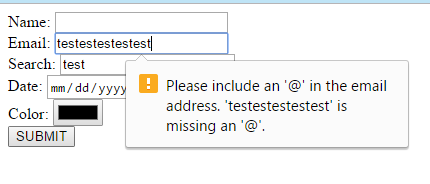 Name:
Email: testestestestest
Search: test
Date: mm/dd/yyyy
Please include an '@' in the email
address. 'testestestestest' is
missing an '@'.
Color:
SUBMIT